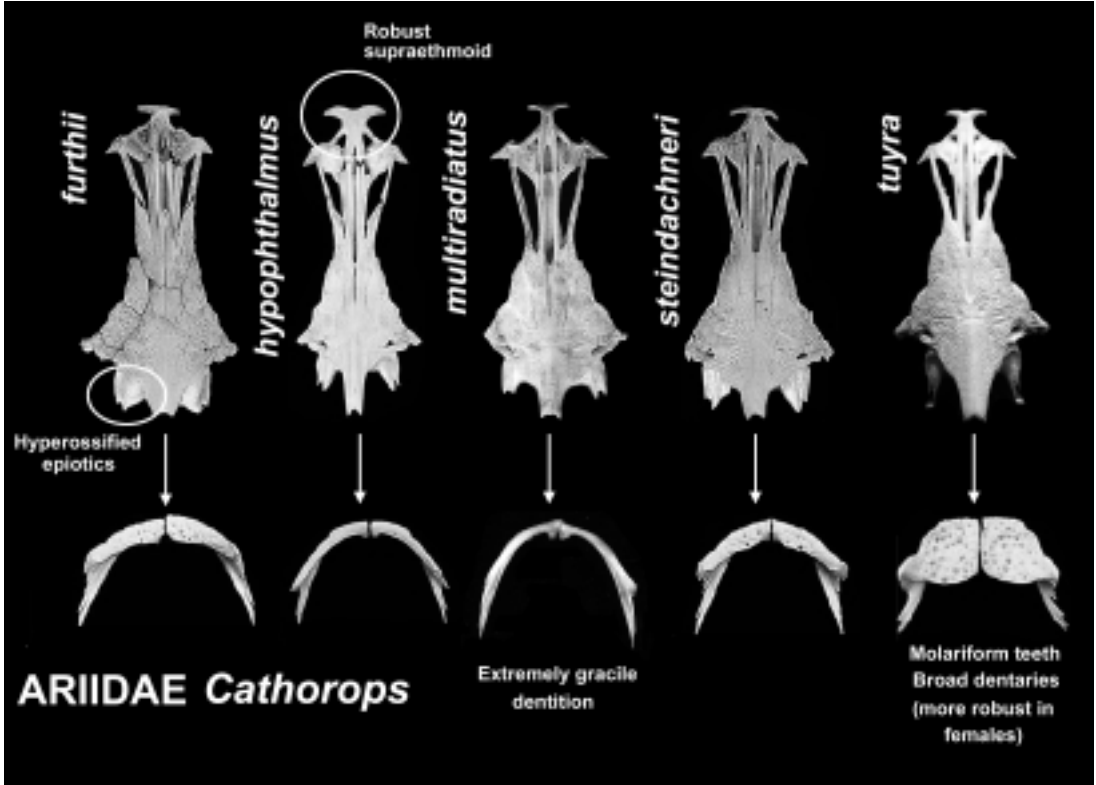 Robust
supraethmoid
furthii
hypophthalmus
multiradiatus
steindachneri
tuyra
Hyperossified
epiotics
Extremely gracile
dentition
Molariform teeth
Broad dentaries
(more robust in
females)
ARIIDAE Cathorops